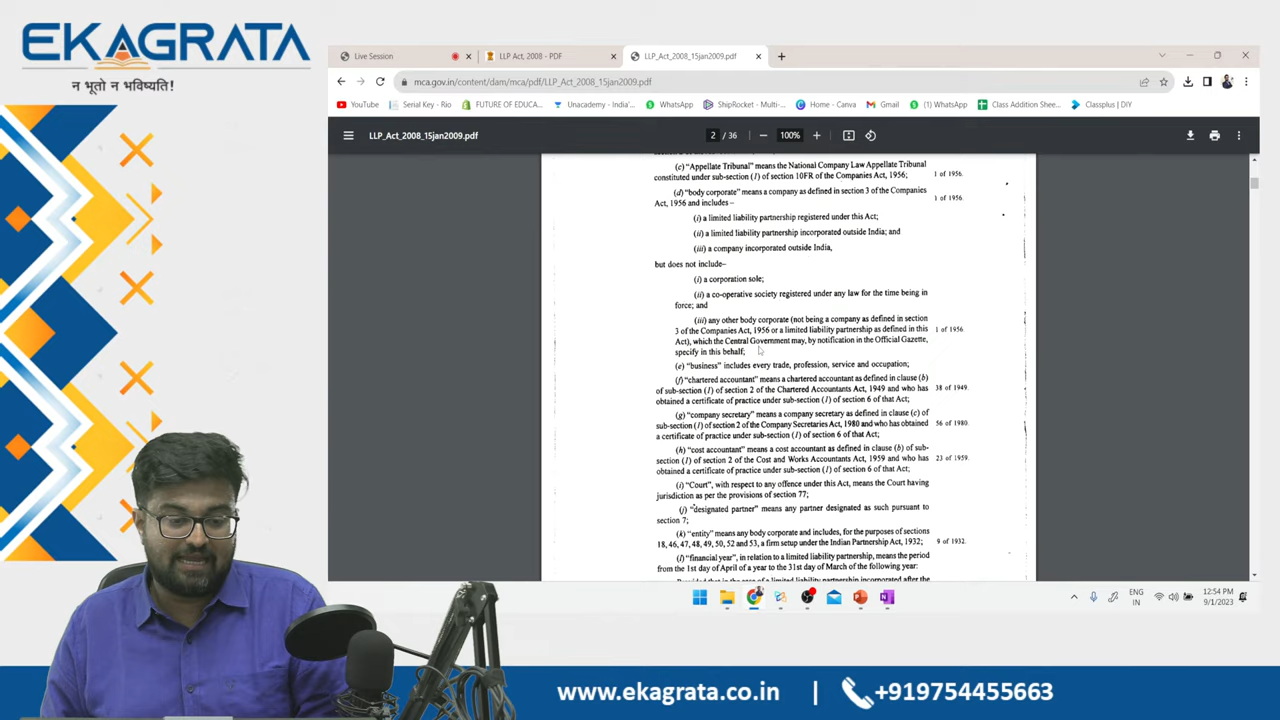 EKAGRATA
न भूतो न भविष्यति!
Live Session
LLP Act, 2008 - PDF
LLP_Act_2008_15jan2009.pdf
mca.gov.in/content/dam/mca/pdf/LLP_Act_2008_15jan2009.pdf
YouTube
Serial Key - Rio
FUTURE OF EDUCA...
Unacademy - India'...
WhatsApp
ShipRocket - Multi-...
Home - Canva
Gmail
(1) WhatsApp
Class Addition Shee...
Classplus | DIY
LLP_Act_2008_15jan2009.pdf
2 / 36
100%
(c) "Appellate Tribunal" means the National Company Law Appellate Tribunal
constituted under sub-section (1) of section 10FR of the Companies Act, 1956;
1 of 1956.
(d) "body corporate" means a company as defined in section 3 of the Companies
Act, 1956 and includes –
1 of 1956.
(i) a limited liability partnership registered under this Act;
(ii) a limited liability partnership incorporated outside India; and
(iii) a company incorporated outside India,
but does not include–
(i) a corporation sole;
(ii) a co-operative society registered under any law for the time being in
force; and
(iii) any other body corporate (not being a company as defined in section
3 of the Companies Act, 1956 or a limited liability partnership as defined in this
1 of 1956
Act), which the Central Government may, by notification in the Official Gazette,
specify in this behalf;
(e) "business" includes every trade, profession, service and occupation;
(f) "chartered accountant" means a chartered accountant as defined in clause (b)
of sub-section (1) of section 2 of the Chartered Accountants Act, 1949 and who has
38 of 1949.
obtained a certificate of practice under sub-section (1) of section 6 of that Act;
(g) "company secretary" means a company secretary as defined in clause (c) of
sub-section (1) of section 2 of the Company Secretaries Act, 1980 and who has obtained
56 of 1980.
a certificate of practice under sub-section (1) of section 6 of that Act;
(h) "cost accountant" means a cost accountant as defined in clause (b) of sub-
section (1) of section 2 of the Cost and Works Accountants Act, 1959 and who has
23 of 1959.
obtained a certificate of practice under sub-section (1) of section 6 of that Act;
(i) "Court", with respect to any offence under this Act, means the Court having
jurisdiction as per the provisions of section 77;
(j) "designated partner" means any partner designated as such pursuant to
section 7;
(k) "entity" means any body corporate and includes, for the purposes of sections
18, 46, 47, 48, 49, 50, 52 and 53, a firm setup under the Indian Partnership Act, 1932;
9 of 1932.
(l) "financial year", in relation to a limited liability partnership, means the period
from the 1st day of April of a year to the 31st day of March of the following year:
Provided that in the case of a limited liability partnership incorporated after the
ENG
IN
12:54 PM
9/1/2023
www.ekagrata.co.in | +919754455663